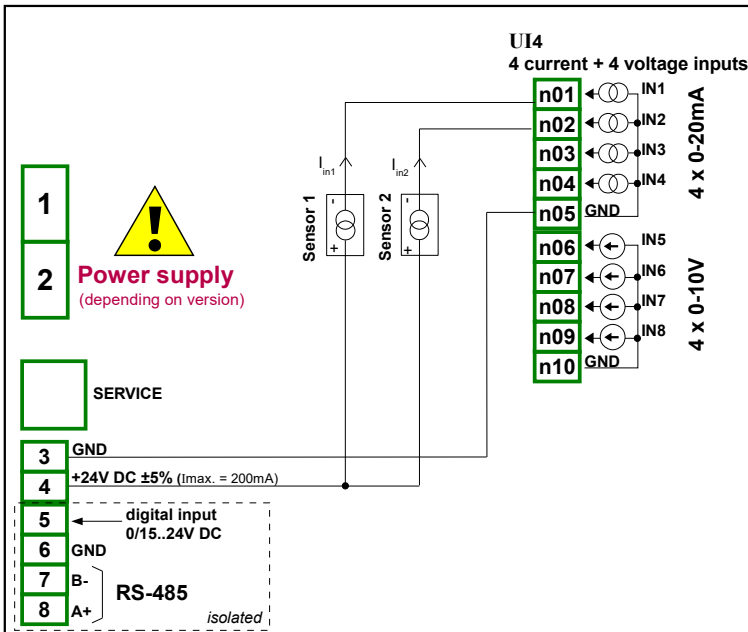 UI4
4 current + 4 voltage inputs
n01
IN1
n02
IN2
n03
IN3
n04
IN4
n05
GND
4 x 0-20mA
n06
IN5
n07
IN6
n08
IN7
n09
IN8
n10
GND
4 x 0-10V
Iin1
Iin2
Sensor 1
-
+
Sensor 2
-
+
1
2
!
Power supply
(depending on version)
SERVICE
3
GND
4
+24V DC ±5% (Imax. = 200mA)
5
digital input
0/15..24V DC
6
GND
7
B-
8
A+
RS-485
isolated